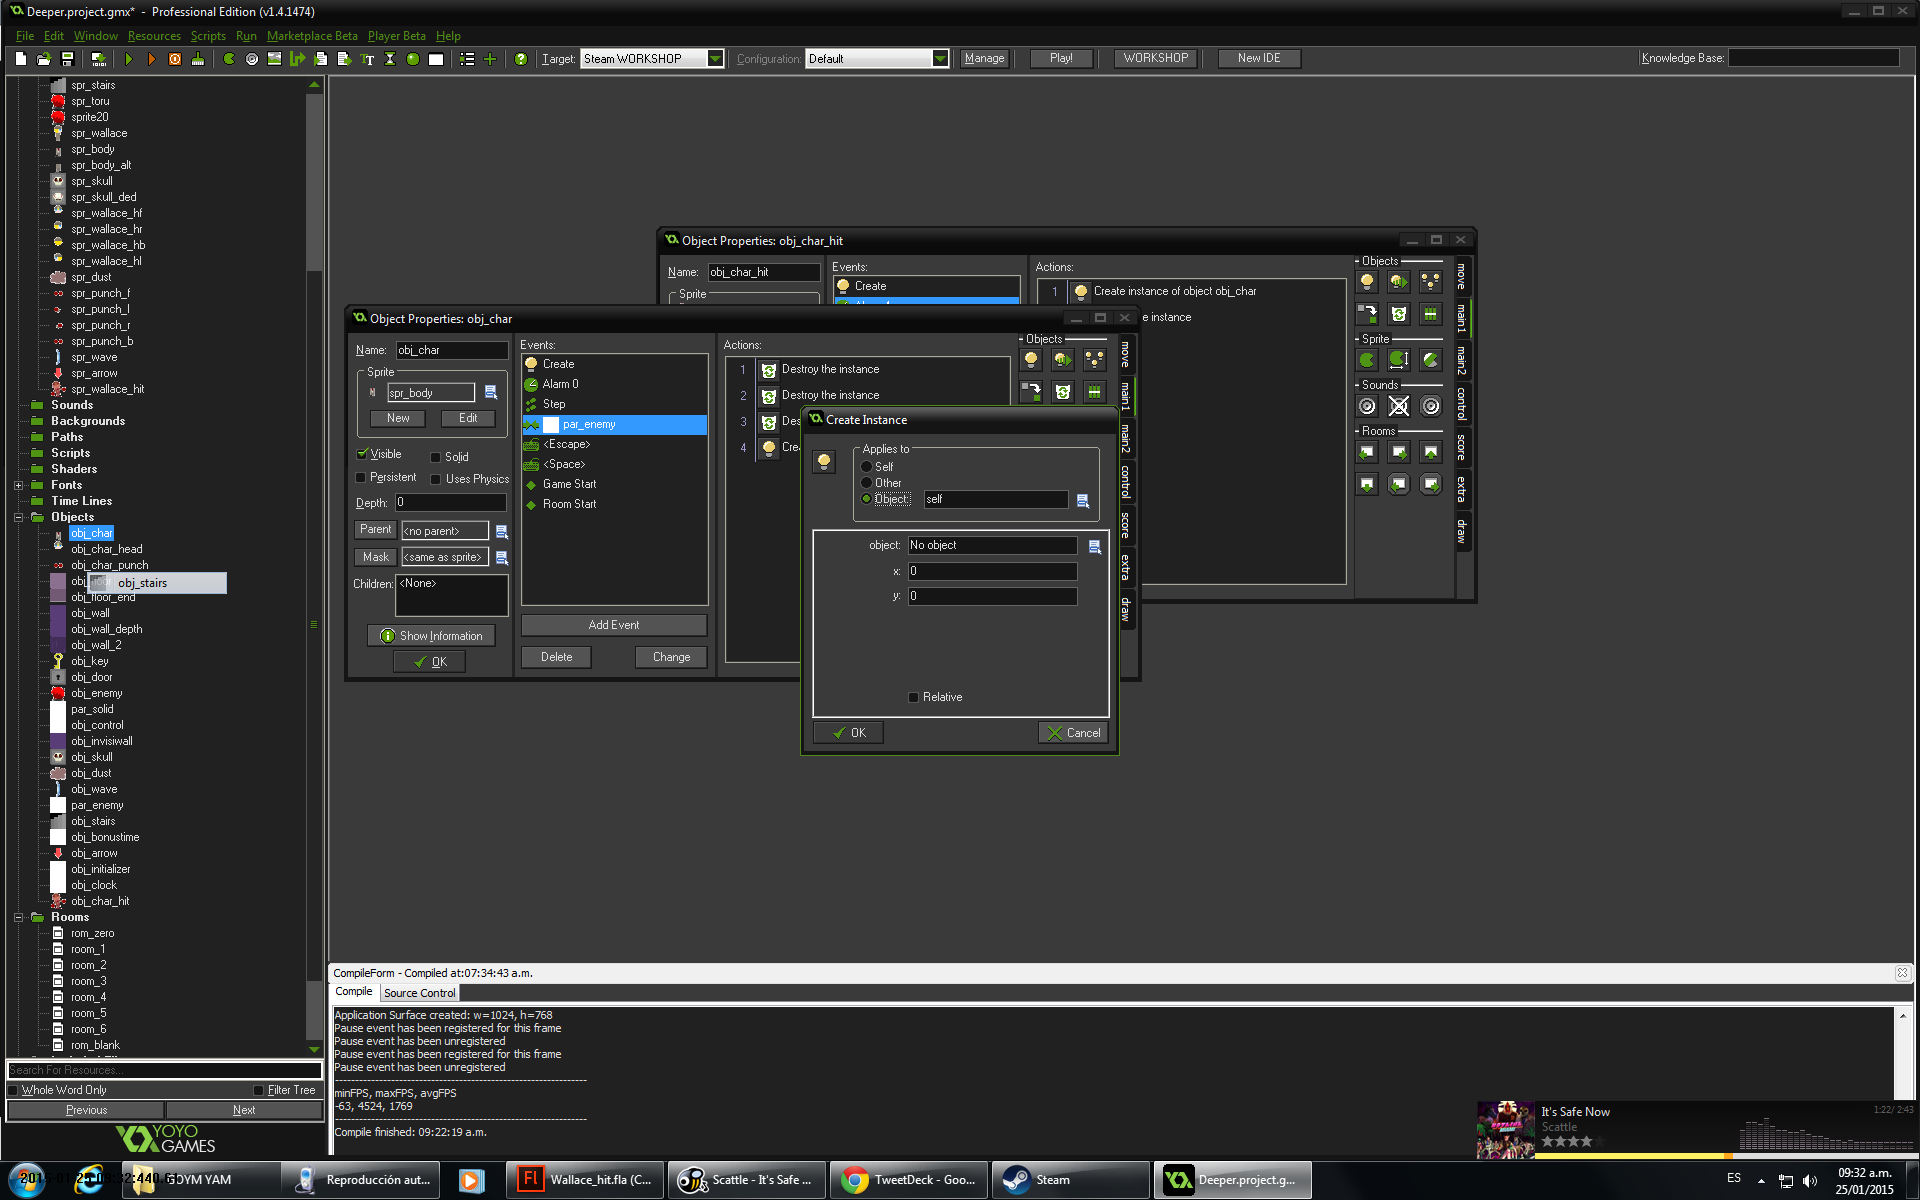 Deeper.project.gmx* - Professional Edition (v1.4.1474)
File Edit Window Resources Scripts Run Marketplace Beta Player Beta Help
Target: Steam WORKSHOP Configuration: Default Manage Play! WORKSHOP New IDE Knowledge Base:
spr_stairs
spr_toru
sprite20
spr_wallace
spr_body
spr_body_alt
spr_skull
spr_skull_ded
spr_wallace_hf
spr_wallace_hr
spr_wallace_hb
spr_wallace_hl
spr_dust
spr_punch_f
spr_punch_l
spr_punch_r
spr_punch_b
spr_wave
spr_arrow
spr_wallace_hit
Sounds
Backgrounds
Paths
Scripts
Shaders
Fonts
Time Lines
Objects
obj_char
obj_char_head
obj_char_punch
obj_stairs
obj_floor_end
obj_wall
obj_wall_depth
obj_wall_2
obj_key
obj_door
obj_enemy
par_solid
obj_control
obj_invisiwall
obj_skull
obj_dust
obj_wave
par_enemy
obj_stairs
obj_bonustime
obj_arrow
obj_initializer
obj_clock
obj_char_hit
Rooms
rom_zero
room_1
room_2
room_3
room_4
room_5
room_6
rom_blank
Search For Resources...
Whole Word Only Filter Tree
Previous Next
YOYO
GAMES
Object Properties: obj_char_hit
Name: obj_char_hit
Sprite
Events:
Create
Actions:
1 Create instance of object obj_char
e instance
Objects
Sprite
Sounds
Rooms
move
main1
main2
control
score
extra
draw
Object Properties: obj_char
Name: obj_char
Sprite
spr_body
New Edit
Visible Solid
Persistent Uses Physics
Depth: 0
Parent <no parent>
Mask <same as sprite>
Children: <None>
Show Information
OK
Events:
Create
Alarm 0
Step
par_enemy
<Escape>
<Space>
Game Start
Room Start
Add Event
Delete Change
Actions:
1 Destroy the instance
2 Destroy the instance
3 Des
4 Cre
Objects
move
main1
main2
control
score
extra
draw
Create Instance
Applies to
Self
Other
Object: self
object: No object
x: 0
y: 0
Relative
OK Cancel
CompileForm - Compiled at:07:34:43 a.m.
Compile Source Control
Application Surface created: w=1024, h=768
Pause event has been registered for this frame
Pause event has been unregistered
Pause event has been registered for this frame
Pause event has been unregistered
minFPS, maxFPS, avgFPS
-63, 4524, 1769
Compile finished: 09:22:19 a.m.
It's Safe Now
Scattle
1:22/ 2:43
YAM
Reproducción aut...
Wallace_hit.fla (C...
Scattle - It's Safe ...
TweetDeck - Goo...
Steam
Deeper.project.g...
ES
09:32 a.m.
25/01/2015